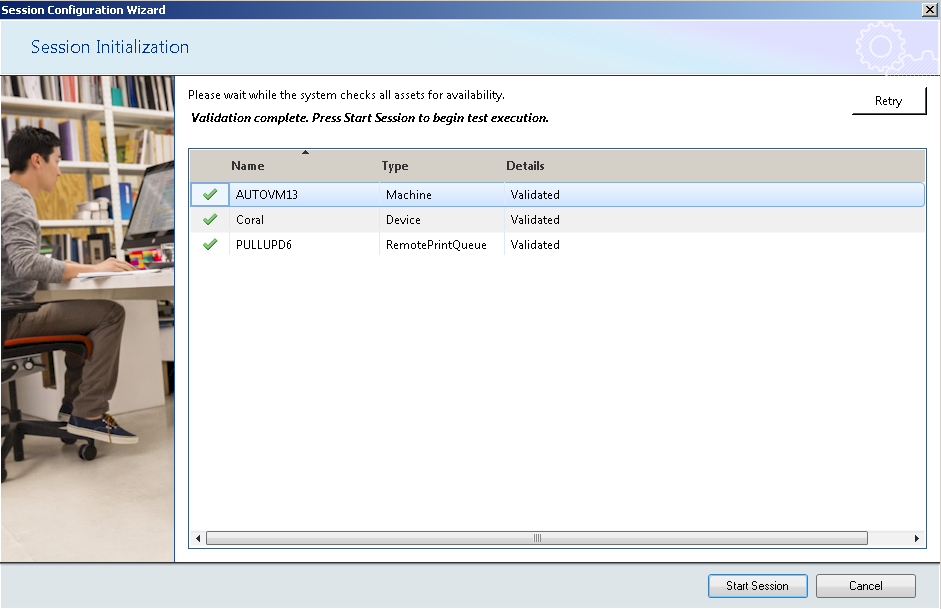 Session Configuration Wizard
Session Initialization
Please wait while the system checks all assets for availability.
Retry
Validation complete. Press Start Session to begin test execution.
Name Type Details
AUTOVM13 Machine Validated
Coral Device Validated
PULLUPD6 RemotePrintQueue Validated
Start Session Cancel